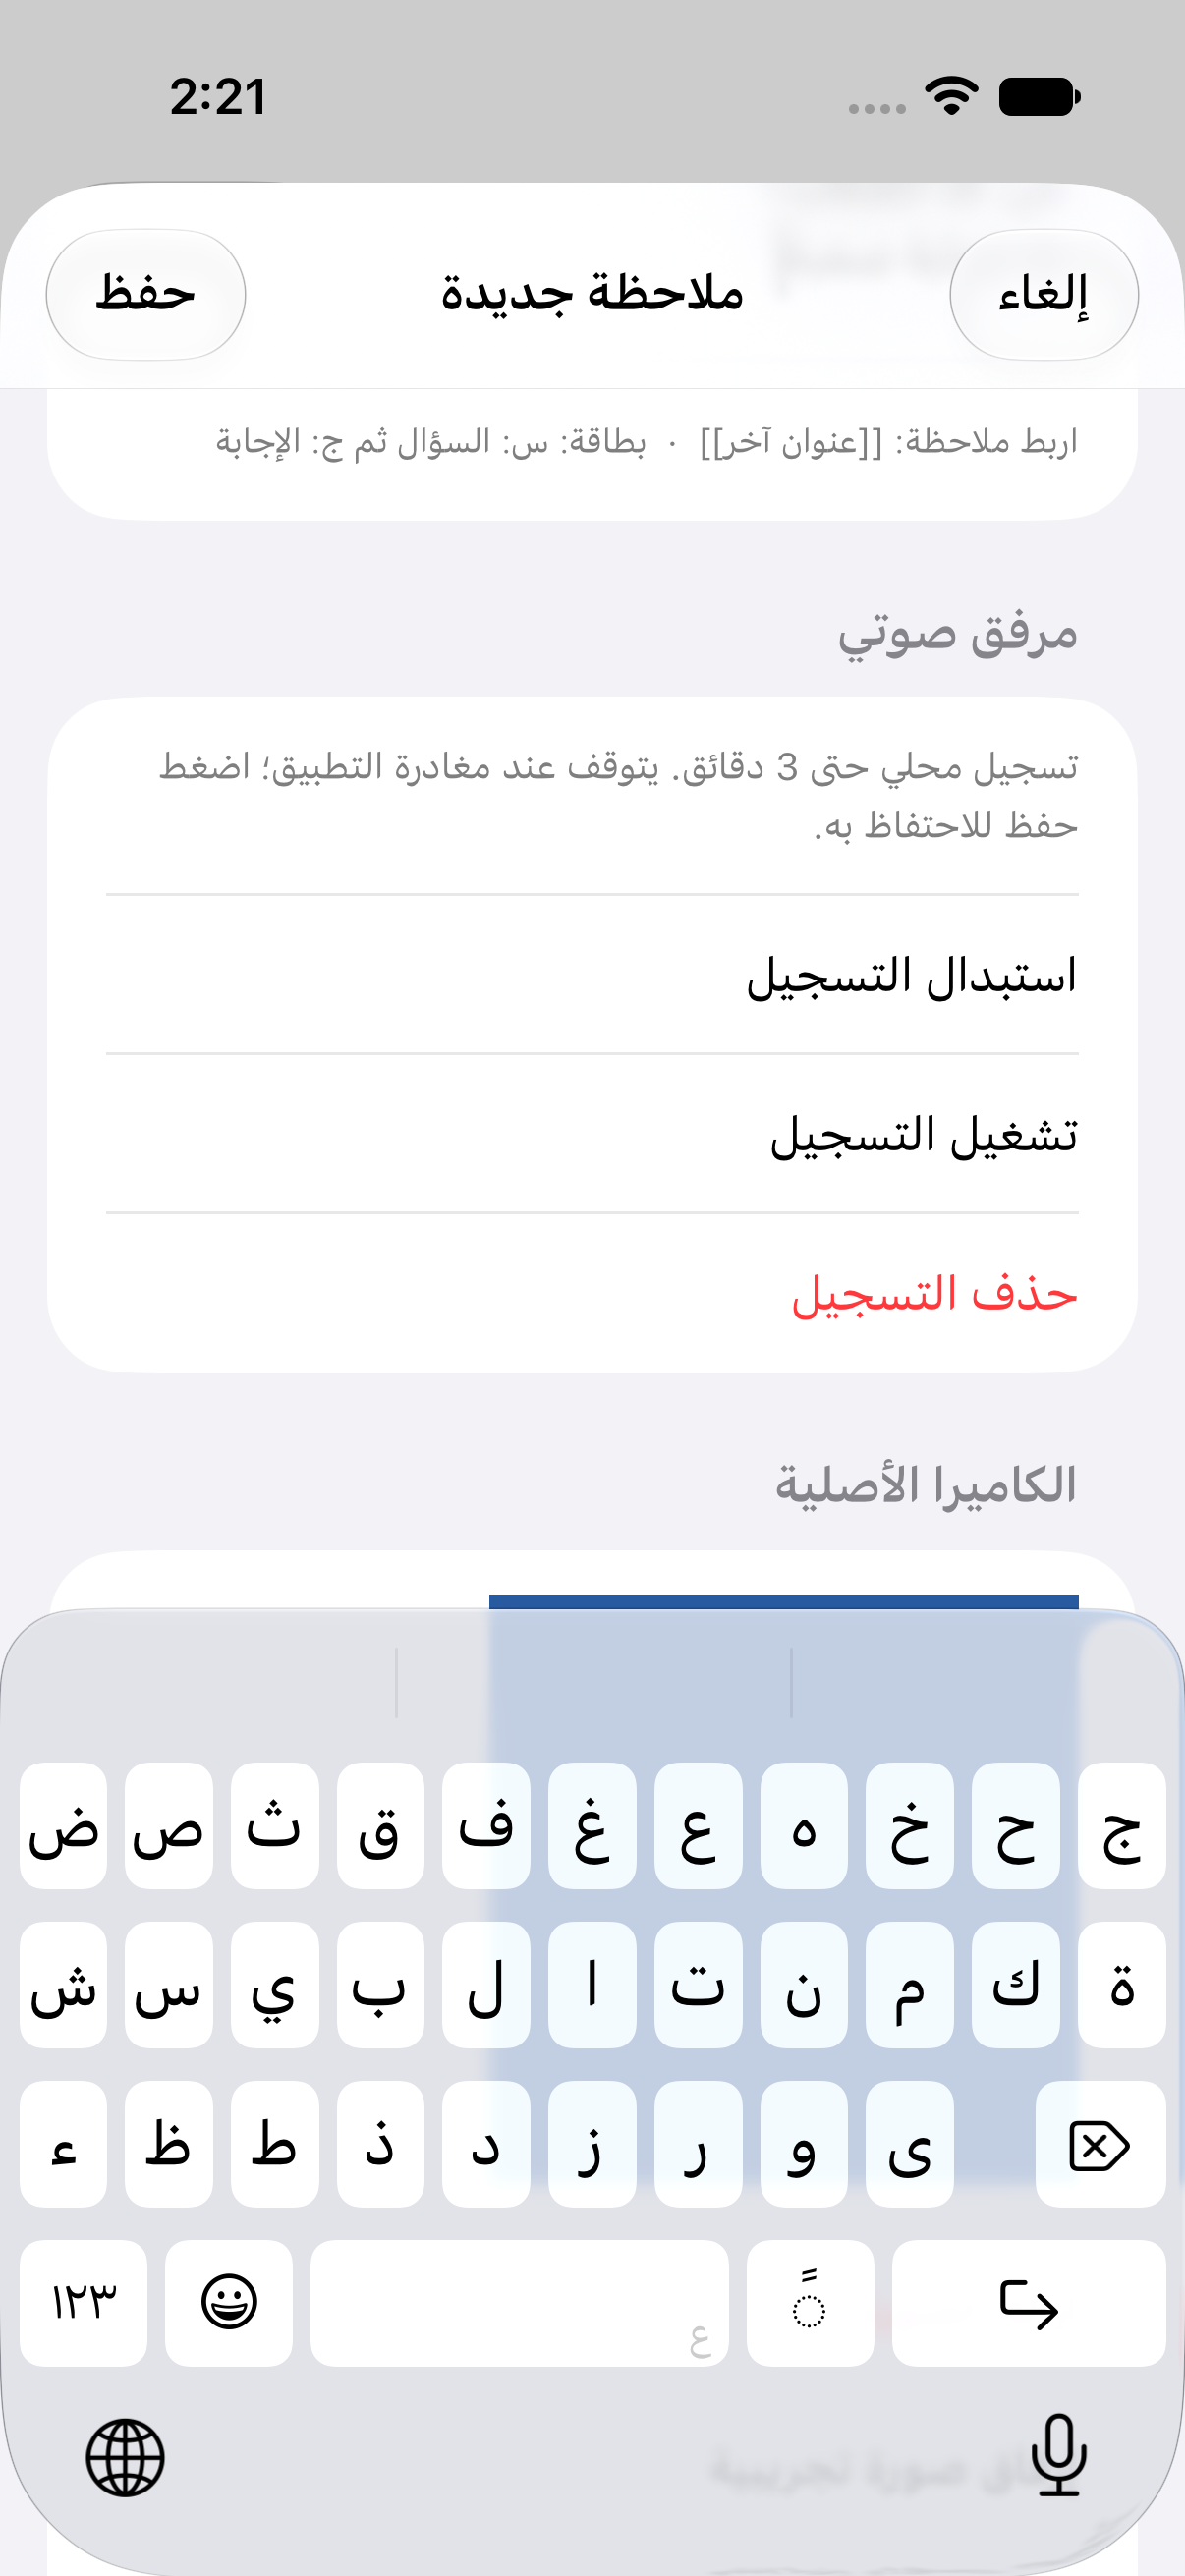 2:21
إلغاء
ملاحظة جديدة
حفظ
اربط ملاحظة: [[عنوان آخر]] · بطاقة: س: السؤال ثم ج: الإجابة
مرفق صوتي
تسجيل محلي حتى 3 دقائق. يتوقف عند مغادرة التطبيق؛ اضغط
حفظ للاحتفاظ به.
استبدال التسجيل
تشغيل التسجيل
حذف التسجيل
الكاميرا الأصلية
ض ص ث ق ف غ ع ه خ ح ج
ش س ي ب ل ا ت ن م ك ة
ء ظ ط ذ د ز ر و ى
١٢٣
ع
صورة تجريبية